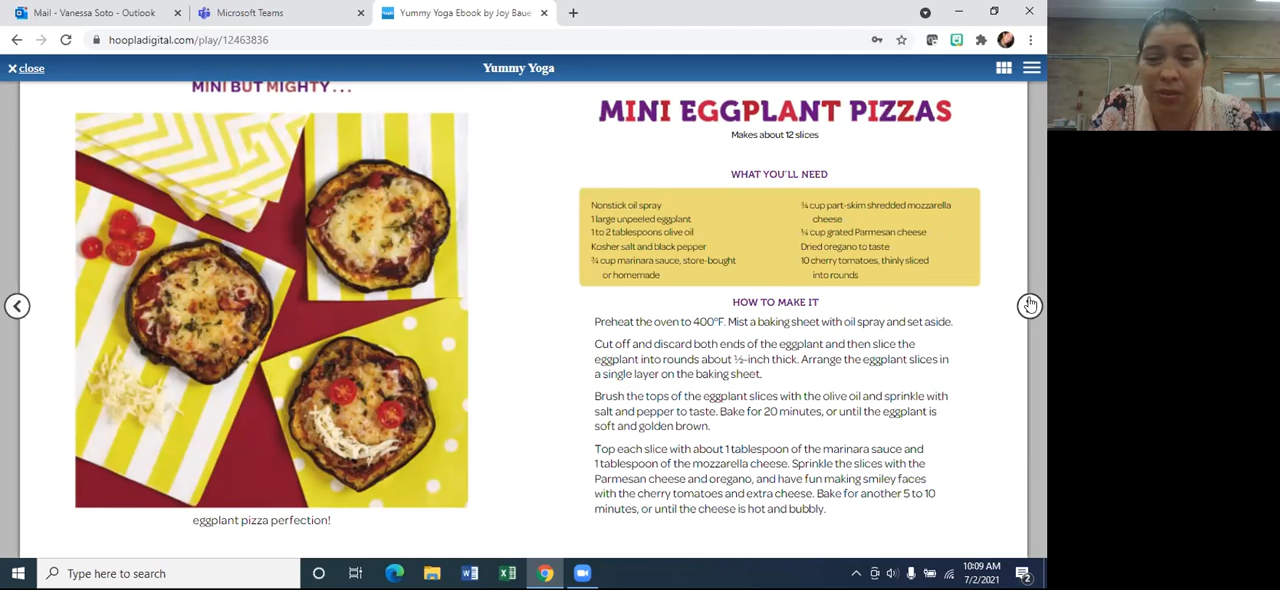 Mail - Vanessa Soto - Outlook
Microsoft Teams
Yummy Yoga Ebook by Joy Baue
hoopladigital.com/play/12463836
close
Yummy Yoga
MINI BUT MIGHTY...
eggplant pizza perfection!
MINI EGGPLANT PIZZAS
Makes about 12 slices
WHAT YOU'LL NEED
Nonstick oil spray
1 large unpeeled eggplant
1 to 2 tablespoons olive oil
Kosher salt and black pepper
¾ cup marinara sauce, store-bought
or homemade
¾ cup part-skim shredded mozzarella
cheese
¼ cup grated Parmesan cheese
Dried oregano to taste
10 cherry tomatoes, thinly sliced
into rounds
HOW TO MAKE IT
Preheat the oven to 400°F. Mist a baking sheet with oil spray and set aside.
Cut off and discard both ends of the eggplant and then slice the
eggplant into rounds about ½-inch thick. Arrange the eggplant slices in
a single layer on the baking sheet.
Brush the tops of the eggplant slices with the olive oil and sprinkle with
salt and pepper to taste. Bake for 20 minutes, or until the eggplant is
soft and golden brown.
Top each slice with about 1 tablespoon of the marinara sauce and
1 tablespoon of the mozzarella cheese. Sprinkle the slices with the
Parmesan cheese and oregano, and have fun making smiley faces
with the cherry tomatoes and extra cheese. Bake for another 5 to 10
minutes, or until the cheese is hot and bubbly.
Type here to search
10:09 AM
7/2/2021
2